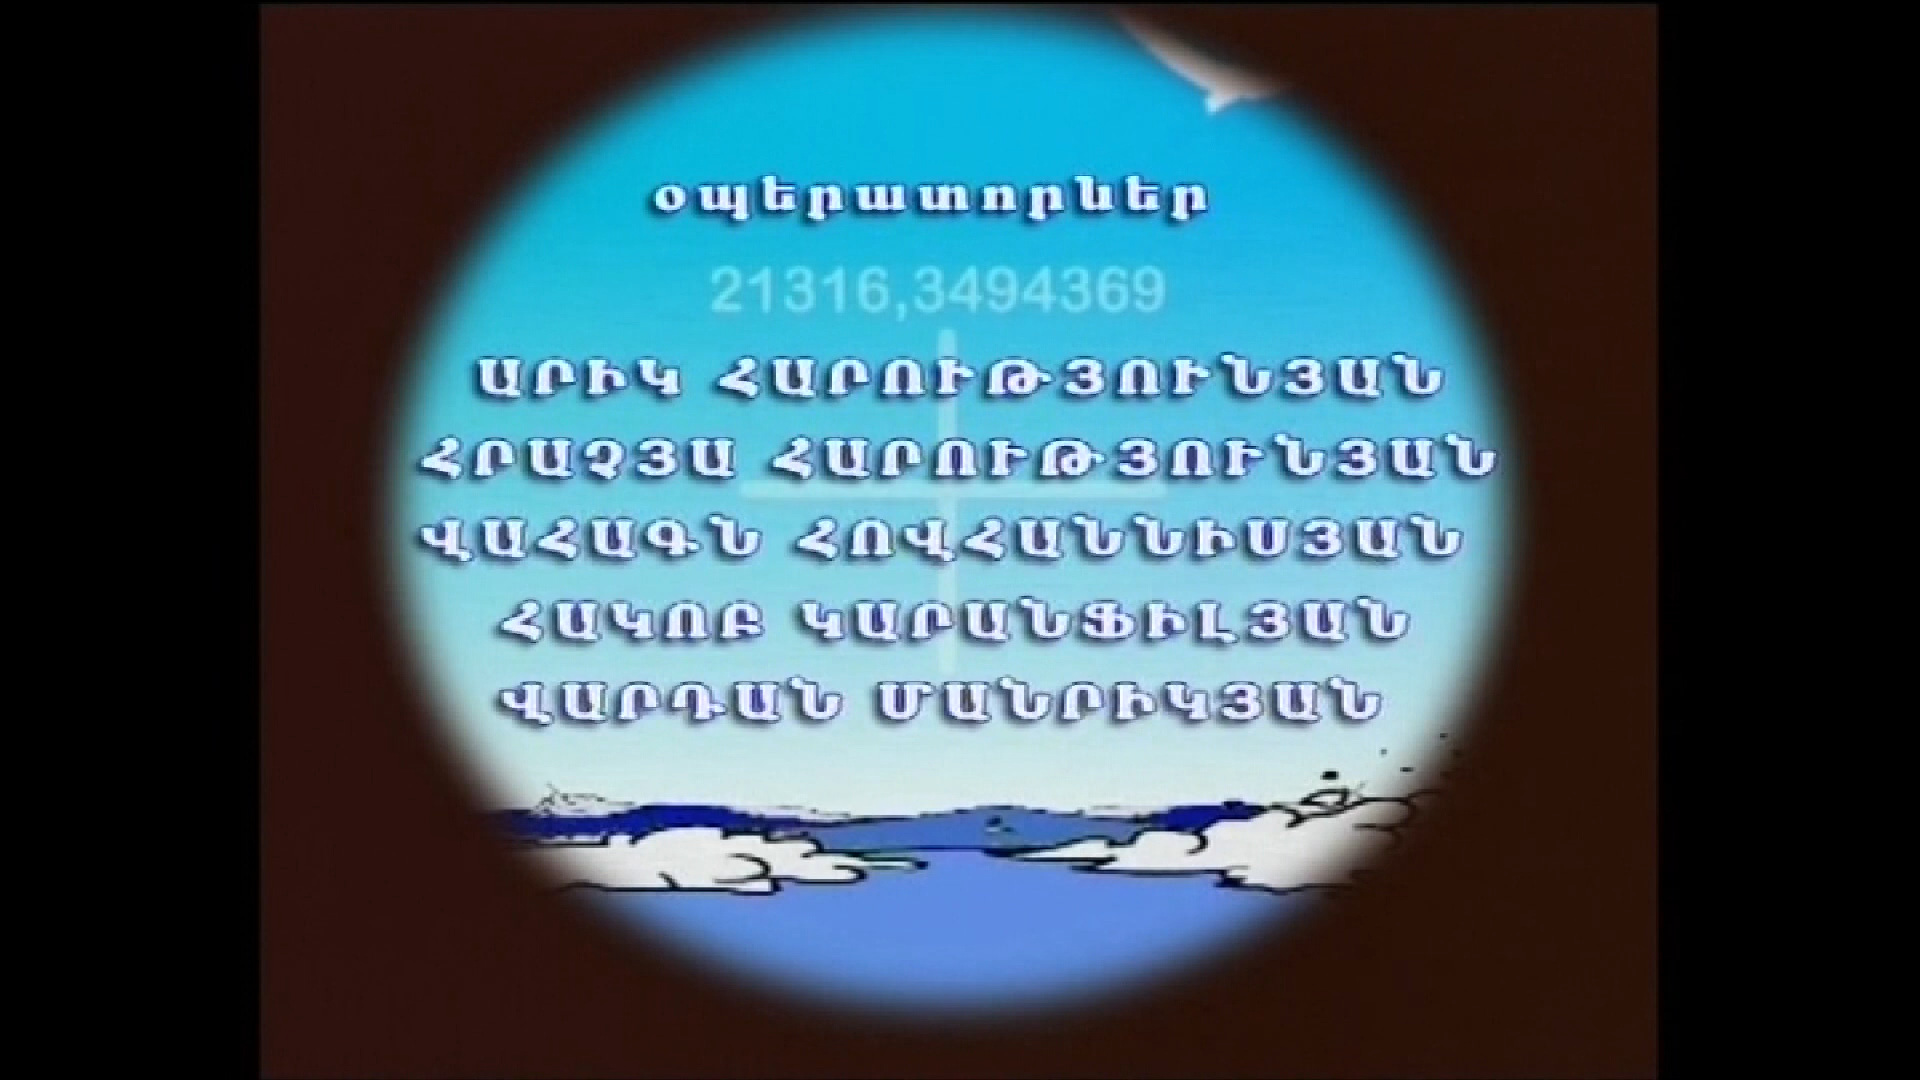 օպերատորներ
21316,3494369
ԱՐԻԿ ՀԱՐՈՒԹՅՈՒՆՅԱՆ
ՀՐԱՉՅԱ ՀԱՐՈՒԹՅՈՒՆՅԱՆ
ՎԱՀԱԳՆ ՀՈՎՀԱՆՆԻՍՅԱՆ
ՀԱԿՈԲ ԿԱՐԱՆՖԻԼՅԱՆ
ՎԱՐԴԱՆ ՄԱՆՐԻԿՅԱՆ